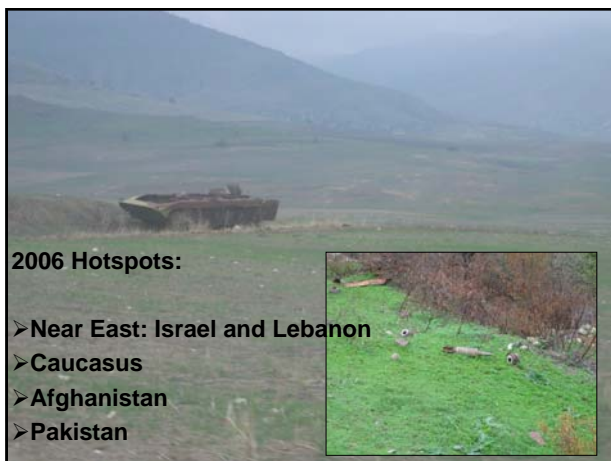 2006 Hotspots:
➢Near East: Israel and Lebanon
➢Caucasus
➢Afghanistan
➢Pakistan